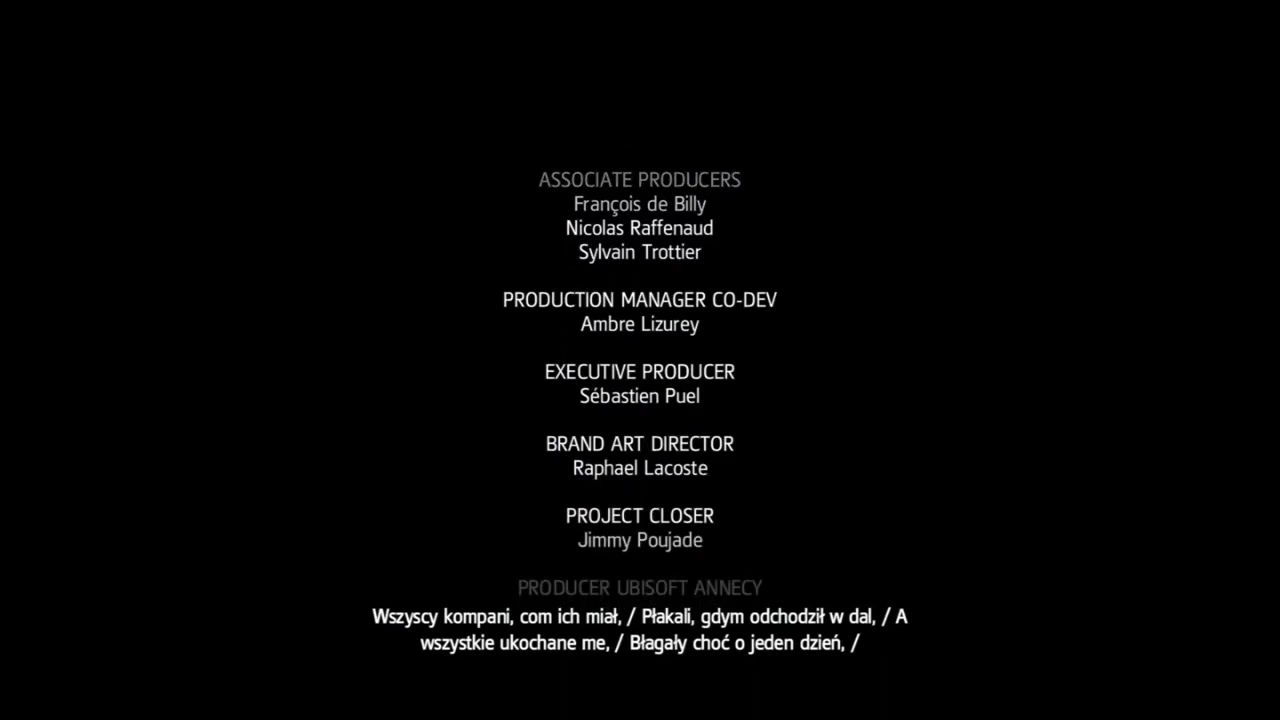 ASSOCIATE PRODUCERS
François de Billy
Nicolas Raffenaud
Sylvain Trottier
PRODUCTION MANAGER CO-DEV
Ambre Lizurey
EXECUTIVE PRODUCER
Sébastien Puel
BRAND ART DIRECTOR
Raphael Lacoste
PROJECT CLOSER
Jimmy Poujade
PRODUCER UBISOFT ANNECY
Wszyscy kompani, com ich miał, / Płakali, gdym odchodził w dal, / A
wszystkie ukochane me, / Błagały choć o jeden dzień, /